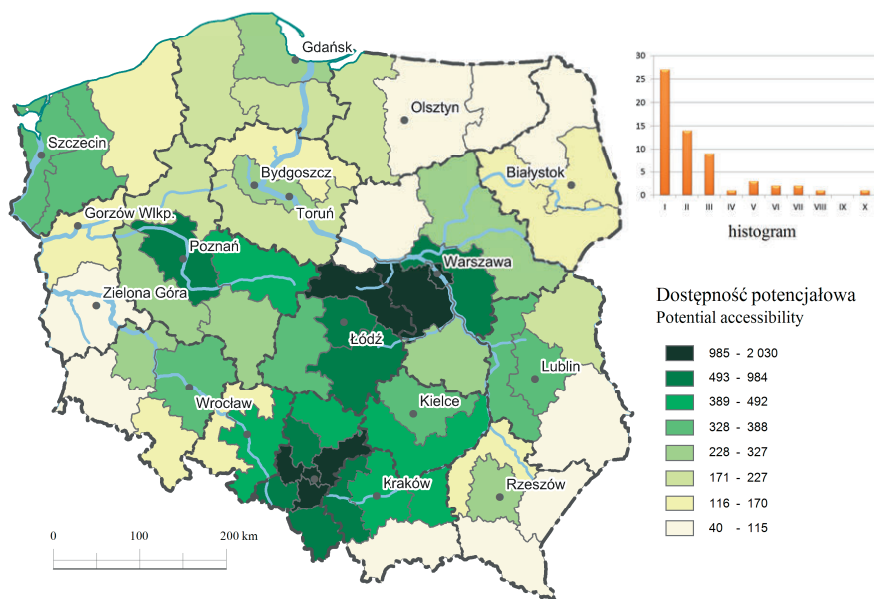 Gdańsk
Olsztyn
Szczecin
Bydgoszcz
Białystok
Toruń
Gorzów Wlkp.
Poznań
Warszawa
Zielona Góra
Łódź
Lublin
Wrocław
Kielce
Kraków
Rzeszów
0 100 200 km
30
25
20
15
10
5
0
I II III IV V VI VII VIII IX X
histogram
Dostępność potencjałowa
Potential accessibility
985 - 2 030
493 - 984
389 - 492
328 - 388
228 - 327
171 - 227
116 - 170
40 - 115